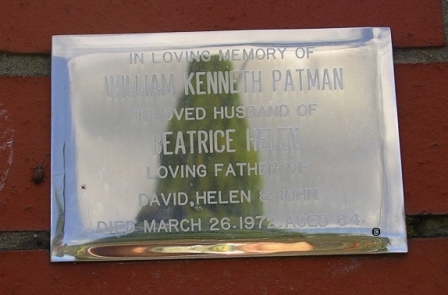 IN LOVING MEMORY OF
WILLIAM KENNETH PATMAN
BELOVED HUSBAND OF
BEATRICE HELEN
LOVING FATHER OF
DAVID, HELEN & JOHN
DIED MARCH 26. 1972 AGED 64.